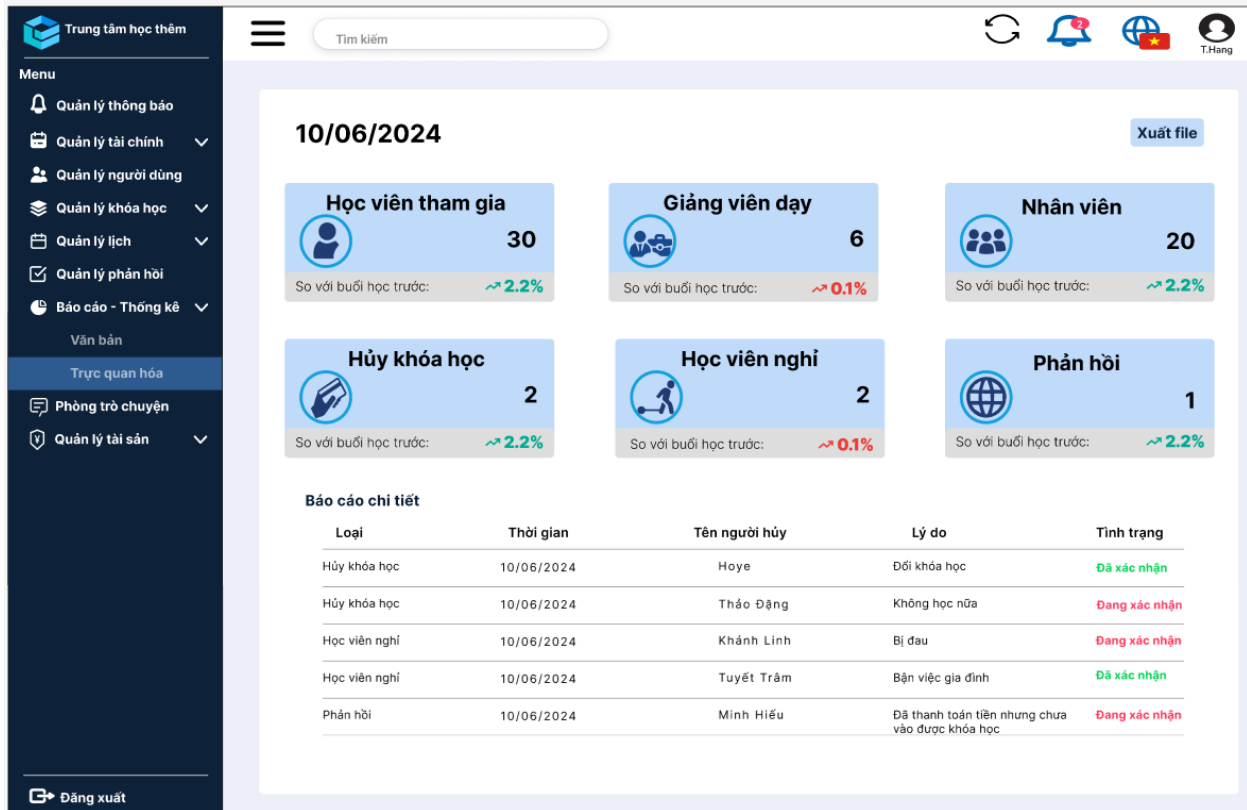 Trung tâm học thêm
Tìm kiếm
2
T.Hang
Menu
Quản lý thông báo
Quản lý tài chính
Quản lý người dùng
Quản lý khóa học
Quản lý lịch
Quản lý phản hồi
Báo cáo - Thống kê
Văn bản
Trực quan hóa
Phòng trò chuyện
Quản lý tài sản
Đăng xuất
10/06/2024
Xuất file
Học viên tham gia
30
So với buổi học trước: 2.2%
Giảng viên dạy
6
So với buổi học trước: 0.1%
Nhân viên
20
So với buổi học trước: 2.2%
Hủy khóa học
2
So với buổi học trước: 2.2%
Học viên nghỉ
2
So với buổi học trước: 0.1%
Phản hồi
1
So với buổi học trước: 2.2%
Báo cáo chi tiết
Loại Thời gian Tên người hủy Lý do Tình trạng
Hủy khóa học 10/06/2024 Hoye Đổi khóa học Đã xác nhận
Hủy khóa học 10/06/2024 Thảo Đặng Không học nữa Đang xác nhận
Học viên nghỉ 10/06/2024 Khánh Linh Bị đau Đang xác nhận
Học viên nghỉ 10/06/2024 Tuyết Trâm Bận việc gia đình Đã xác nhận
Phản hồi 10/06/2024 Minh Hiếu Đã thanh toán tiền nhưng chưa Đang xác nhận
vào được khóa học